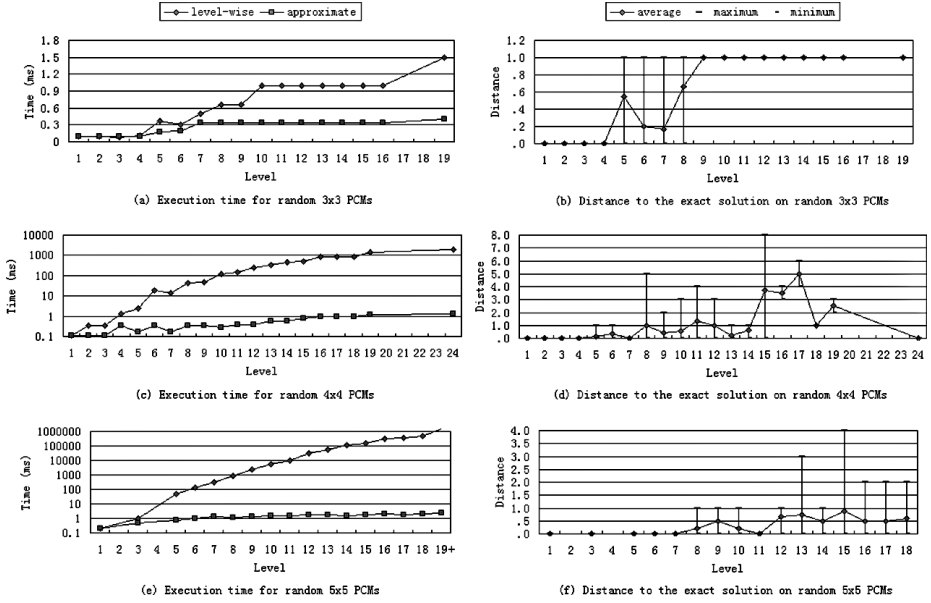 level-wise approximate
average maximum minimum
Time (ms)
1.8
1.5
1.2
0.9
0.6
0.3
0
1 2 3 4 5 6 7 8 9 10 11 12 13 14 15 16 17 18 19
Level
(a) Execution time for random 3x3 PCMs
Distance
1.2
1.0
.8
.6
.4
.2
.0
1 2 3 4 5 6 7 8 9 10 11 12 13 14 15 16 17 18 19
Level
(b) Distance to the exact solution on random 3x3 PCMs
Time (ms)
10000
1000
100
10
1
0.1
1 2 3 4 5 6 7 8 9 10 11 12 13 14 15 16 17 18 19 20 21 22 23 24
Level
(c) Execution time for random 4x4 PCMs
Distance
8.0
7.0
6.0
5.0
4.0
3.0
2.0
1.0
.0
1 2 3 4 5 6 7 8 9 10 11 12 13 14 15 16 17 18 19 20 21 22 23 24
Level
(d) Distance to the exact solution on random 4x4 PCMs
Time (ms)
1000000
100000
10000
1000
100
10
1
0.1
1 2 3 4 5 6 7 8 9 10 11 12 13 14 15 16 17 18 19+
Level
(e) Execution time for random 5x5 PCMs
Distance
4.0
3.5
3.0
2.5
2.0
1.5
1.0
.5
.0
1 2 3 4 5 6 7 8 9 10 11 12 13 14 15 16 17 18
Level
(f) Distance to the exact solution on random 5x5 PCMs